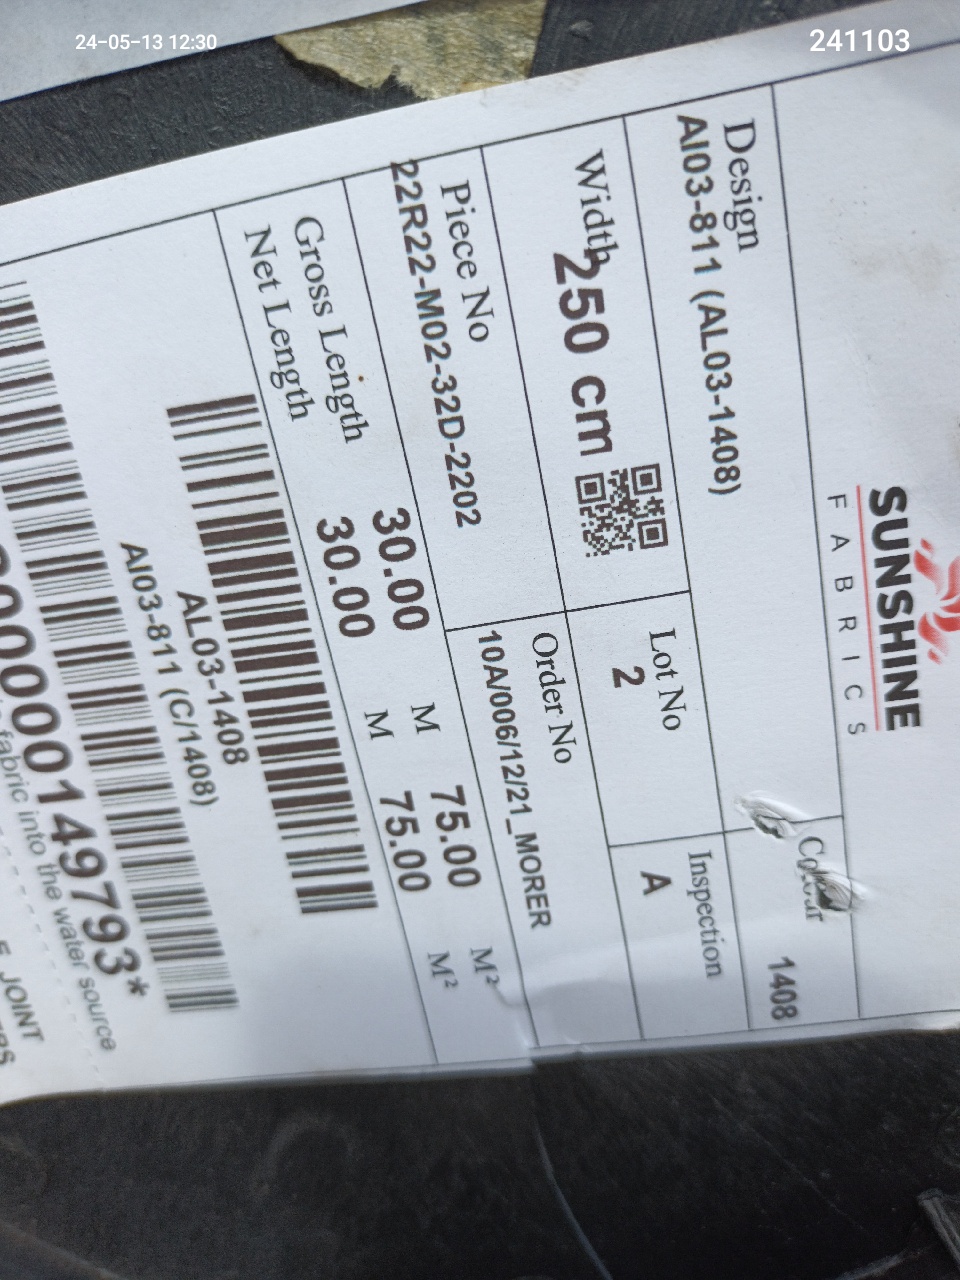 24-05-13 12:30
241103
SUNSHINE
FABRICS
Design
AI03-811 (AL03-1408)
Colour
1408
Width
250 cm
Lot No
2
Inspection
A
Piece No
22R22-M02-32D-2202
Order No
10A/006/12/21_MORER
Gross Length 30.00 M 75.00 M²
Net Length 30.00 M 75.00 M²
AL03-1408
AI03-811 (C/1408)
0000149793*
fabric into the water source
JOINT